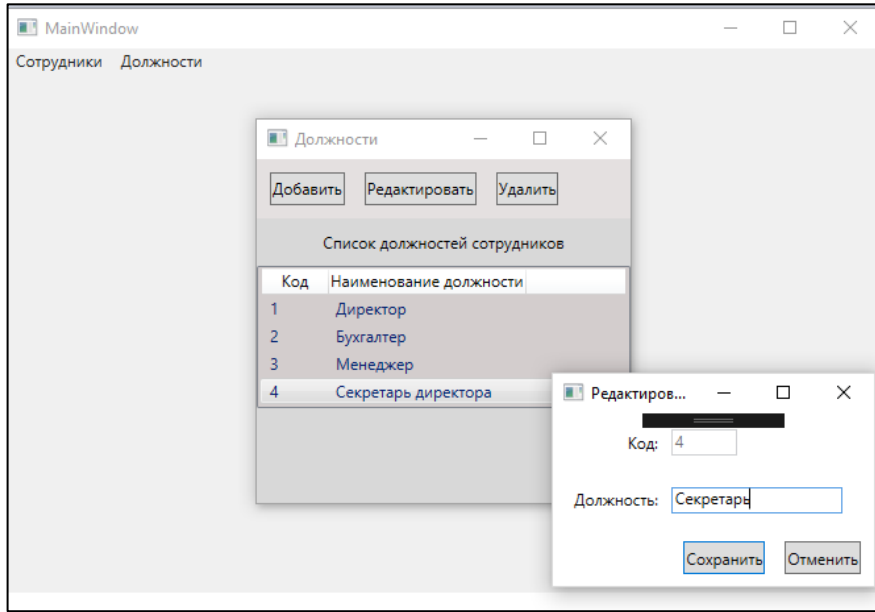 MainWindow
Сотрудники Должности
Должности
Добавить Редактировать Удалить
Список должностей сотрудников
Код Наименование должности
1 Директор
2 Бухгалтер
3 Менеджер
4 Секретарь директора
Редактиров...
Код: 4
Должность: Секретарь
Сохранить Отменить